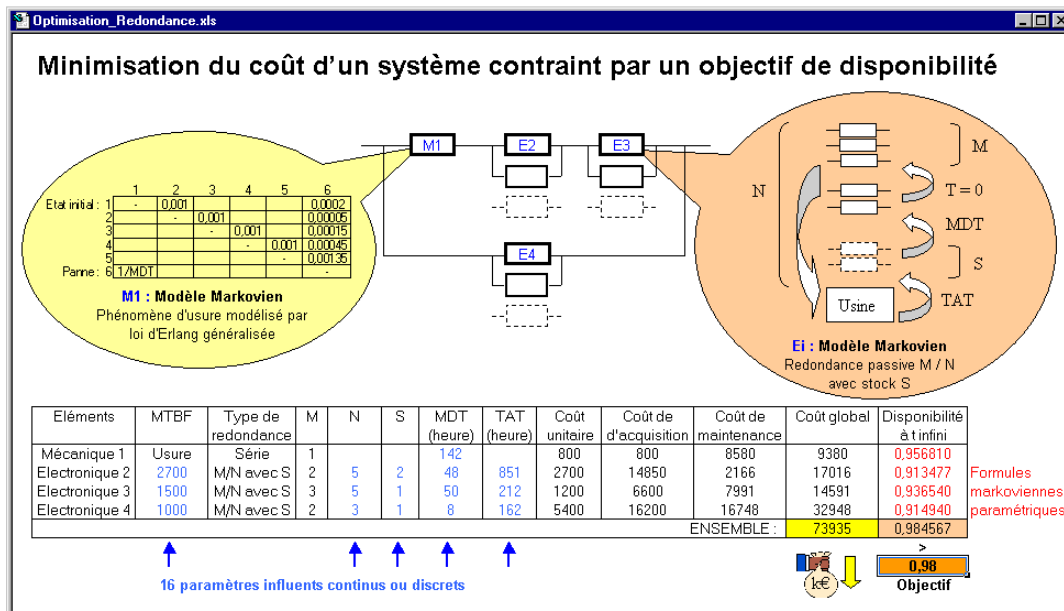 Optimisation_Redondance.xls
Minimisation du coût d'un système contraint par un objectif de disponibilité
M1 E2 E3
E4
1 2 3 4 5 6
Etat initial : 1 - 0,001 0,0002
2 - 0,001 0,00005
3 - 0,001 0,00015
4 - 0,001 0,00045
5 - 0,00135
Panne : 6 1/MDT -
M1 : Modèle Markovien
Phénomène d'usure modélisé par
loi d'Erlang généralisée
N
M
T = 0
MDT
S
TAT
Usine
Ei : Modèle Markovien
Redondance passive M / N
avec stock S
Eléments MTBF Type de redondance M N S MDT (heure) TAT (heure) Coût unitaire Coût de d'acquisition Coût de maintenance Coût global Disponibilité à t infini
Mécanique 1 Usure Série 1 142 800 800 8580 9380 0,956810
Electronique 2 2700 M/N avec S 2 5 2 48 851 2700 14850 2166 17016 0,913477 Formules
Electronique 3 1500 M/N avec S 3 5 1 50 212 1200 6600 7991 14591 0,936540 markoviennes
Electronique 4 1000 M/N avec S 2 3 1 8 162 5400 16200 16748 32948 0,914940 paramétriques
ENSEMBLE : 73935 0,984567
>
16 paramètres influents continus ou discrets
k€
0,98
Objectif